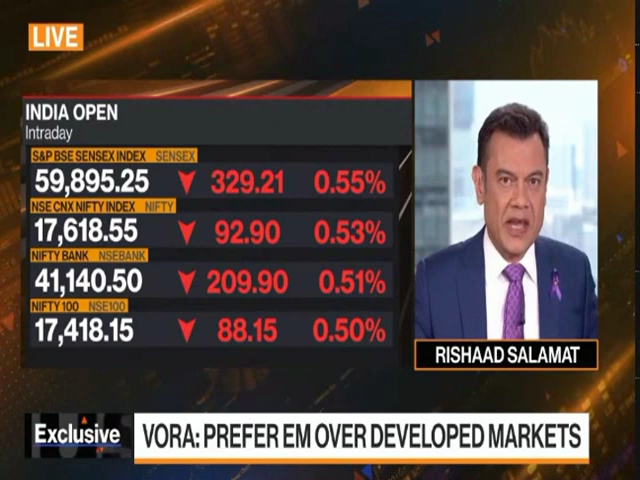 LIVE
INDIA OPEN
Intraday
S&P BSE SENSEX INDEX SENSEX
59,895.25 329.21 0.55%
NSE CNX NIFTY INDEX NIFTY
17,618.55 92.90 0.53%
NIFTY BANK NSEBANK
41,140.50 209.90 0.51%
NIFTY 100 NSE100
17,418.15 88.15 0.50%
RISHAAD SALAMAT
Exclusive
VORA: PREFER EM OVER DEVELOPED MARKETS